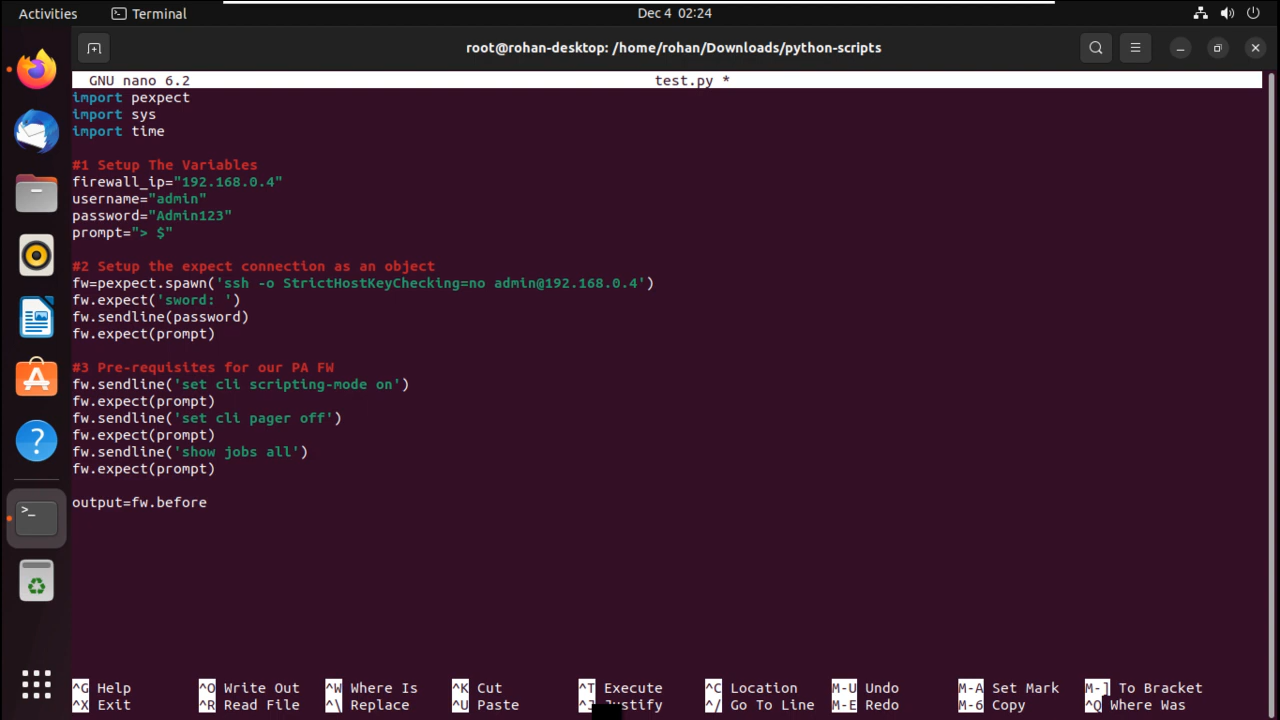 Activities
Terminal
Dec 4 02:24
root@rohan-desktop: /home/rohan/Downloads/python-scripts
GNU nano 6.2
test.py *
import pexpect
import sys
import time
#1 Setup The Variables
firewall_ip="192.168.0.4"
username="admin"
password="Admin123"
prompt="> $"
#2 Setup the expect connection as an object
fw=pexpect.spawn('ssh -o StrictHostKeyChecking=no admin@192.168.0.4')
fw.expect('sword: ')
fw.sendline(password)
fw.expect(prompt)
#3 Pre-requisites for our PA FW
fw.sendline('set cli scripting-mode on')
fw.expect(prompt)
fw.sendline('set cli pager off')
fw.expect(prompt)
fw.sendline('show jobs all')
fw.expect(prompt)
output=fw.before
^G Help ^O Write Out ^W Where Is ^K Cut ^T Execute ^C Location M-U Undo M-A Set Mark M-] To Bracket
^X Exit ^R Read File ^\ Replace ^U Paste ^J Justify ^/ Go To Line M-E Redo M-6 Copy ^Q Where Was